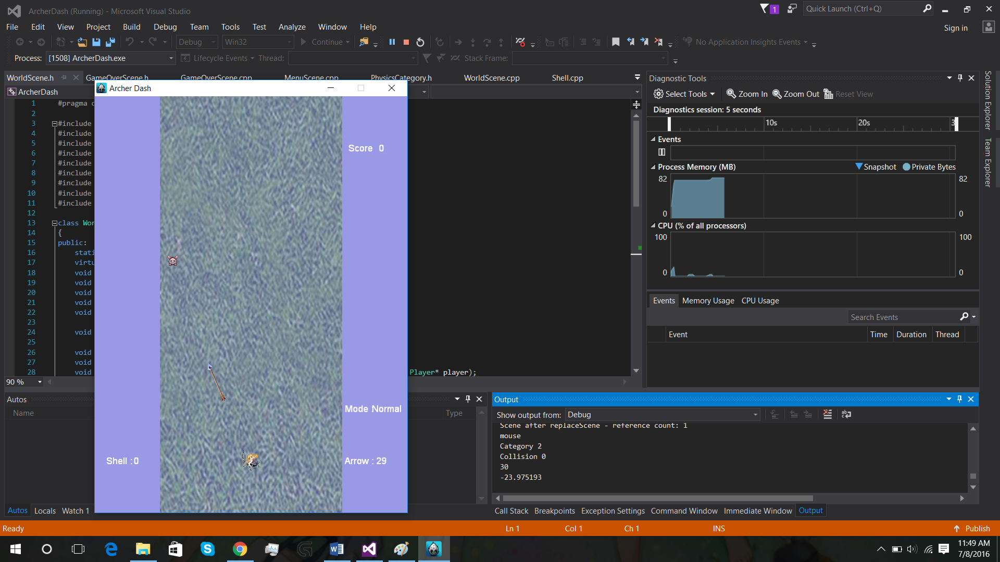 ArcherDash (Running) - Microsoft Visual Studio
1
Quick Launch (Ctrl+Q)
File Edit View Project Build Debug Team Tools Test Analyze Window Help
Sign in
Debug Win32 Continue No Application Insights Events
Process: [1508] ArcherDash.exe Lifecycle Events Thread: Stack Frame:
WorldScene.h GameOverScene.h GameOverScene.cpp MenuScene.cpp PhysicsCategory.h WorldScene.cpp Shell.cpp
ArcherDash
Archer Dash
1 #pragma
2
3 #include
4 #include
5 #include
6 #include
7 #include
8 #include
9 #include
10 #include
11 #include
12
13 class Wor
14 {
15 public:
16 stati
17 virtu
18 void
19 void
20 void
21 void
22 void
23
24 void
25
26 void
27 void
28 void Player* player);
90 %
Score 0
Mode Normal
Shell :0
Arrow : 29
Diagnostic Tools
Select Tools Zoom In Zoom Out Reset View
Diagnostics session: 5 seconds
10s 20s 3
Events
Process Memory (MB) Snapshot Private Bytes
82 82
0 0
CPU (% of all processors)
100 100
0 0
Events Memory Usage CPU Usage
Search Events
Event Time Duration Thread
Solution Explorer
Team Explorer
Autos
Name Type
Autos Locals Watch 1
Output
Show output from: Debug
Scene after replaceScene - reference count: 1
mouse
Category 2
Collision 0
30
-23.975193
Call Stack Breakpoints Exception Settings Command Window Immediate Window Output
Ready Ln 1 Col 1 Ch 1 INS Publish
11:49 AM
7/8/2016